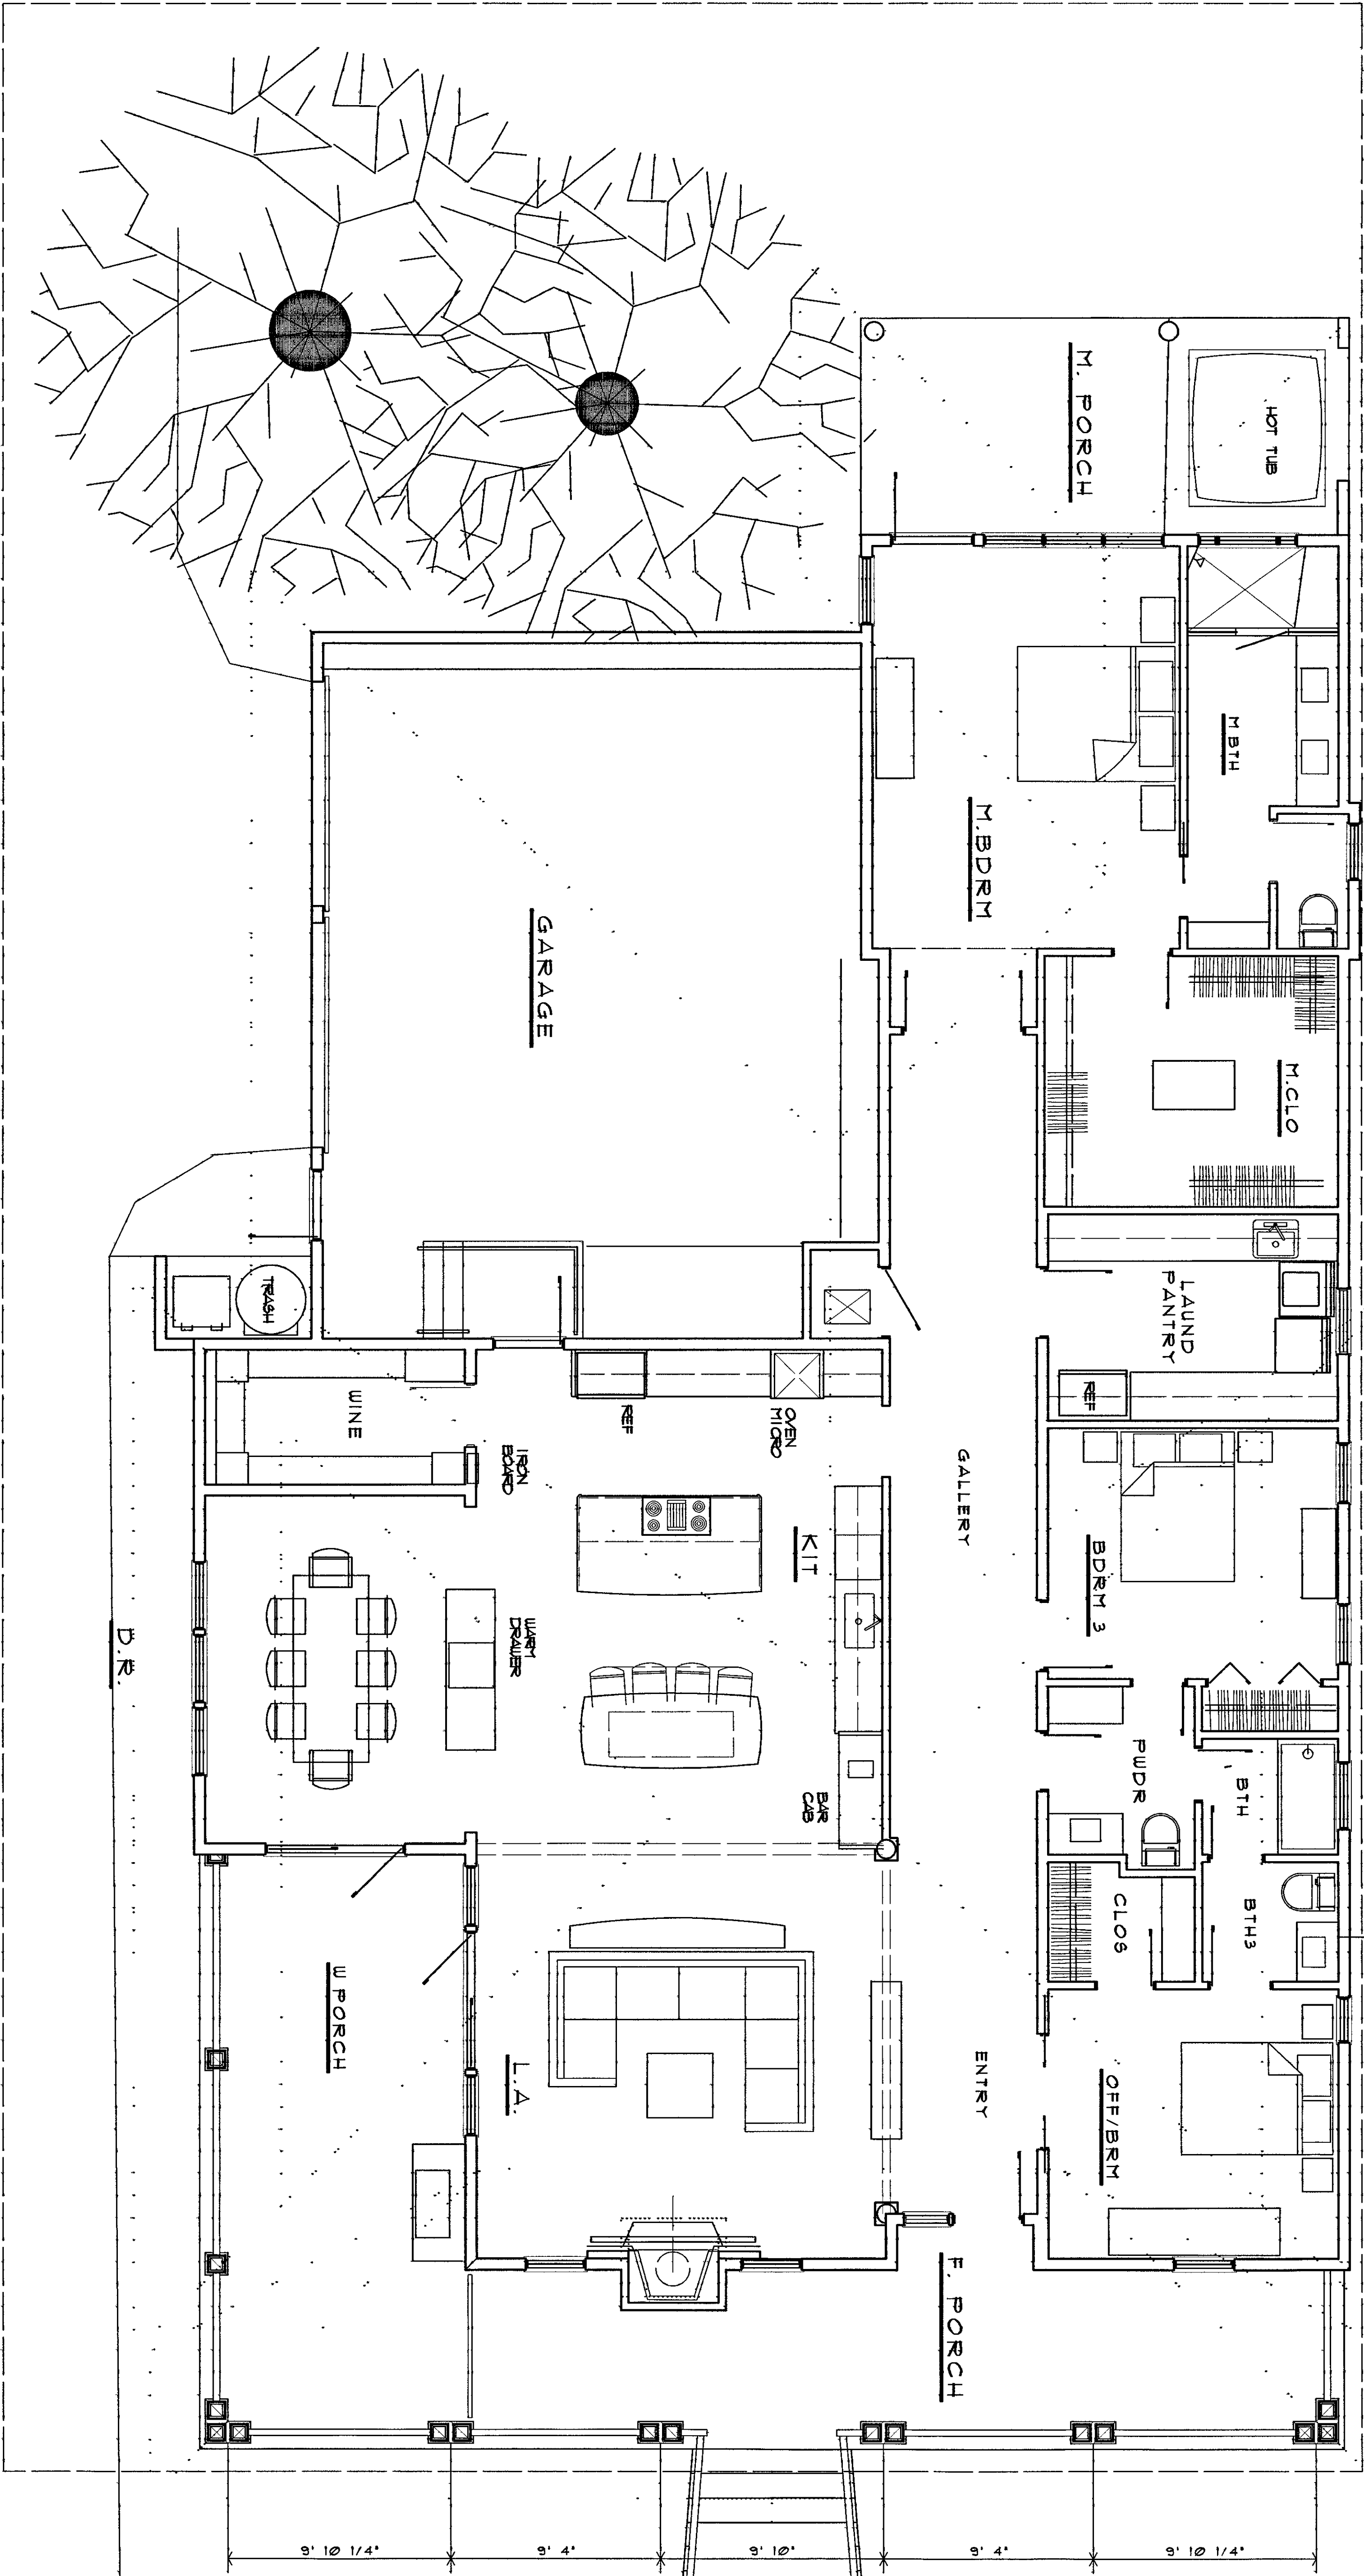 HOT TUB
M. PORCH
M BTH
M.BDRM
GARAGE
M.CLO
LAUND
PANTRY
REF
TRASH
WINE
REF
OVEN
MICRO
IRON
BOARD
GALLERY
KIT
BDRM 3
WARM
DRAWER
D.R.
PWDR
BTH
BAR
CAB
CLOS
BTH3
W PORCH
L.A.
ENTRY
OFF/BRM
F. PORCH
9' 10 1/4"
9' 4"
9' 10"
9' 4"
9' 10 1/4"